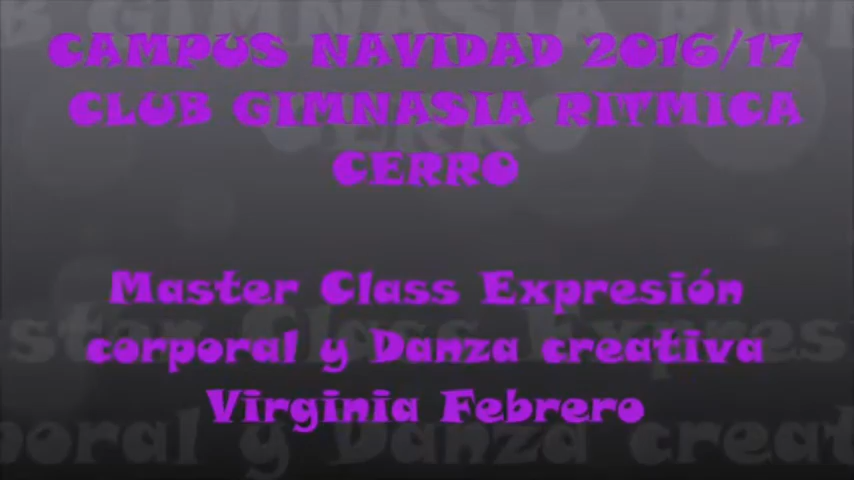 CAMPUS NAVIDAD 2016/17
CLUB GIMNASIA RITMICA
CERRO
Master Class Expresión
corporal y Danza creativa
Virginia Febrero